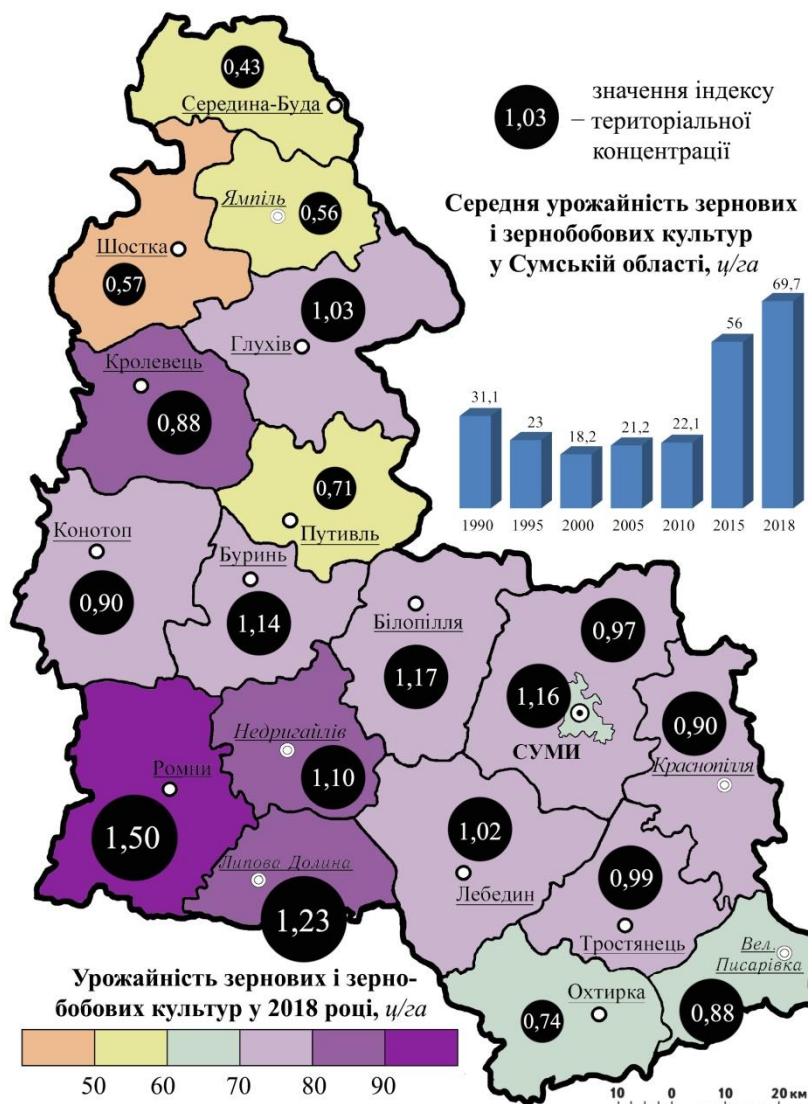 0,43
Середина-Буда
1,03
значення індексу
– територіальної
концентрації
Ямпіль
0,56
Шостка
0,57
1,03
Глухів
Кролевець
0,88
0,71
Путивль
Конотоп
0,90
Буринь
1,14
Середня урожайність зернових
і зернобобових культур
у Сумській області, ц/га
31,1
23
18,2
21,2
22,1
56
69,7
1990
1995
2000
2005
2010
2015
2018
Білопілля
1,17
0,97
1,16
СУМИ
0,90
Краснопілля
Недригайлів
1,10
Ромни
1,50
Липова Долина
1,23
1,02
Лебедин
0,99
Тростянець
Вел.
Писарівка
0,88
Охтирка
0,74
Урожайність зернових і зерно-
бобових культур у 2018 році, ц/га
50
60
70
80
90
10
0
10
20 км